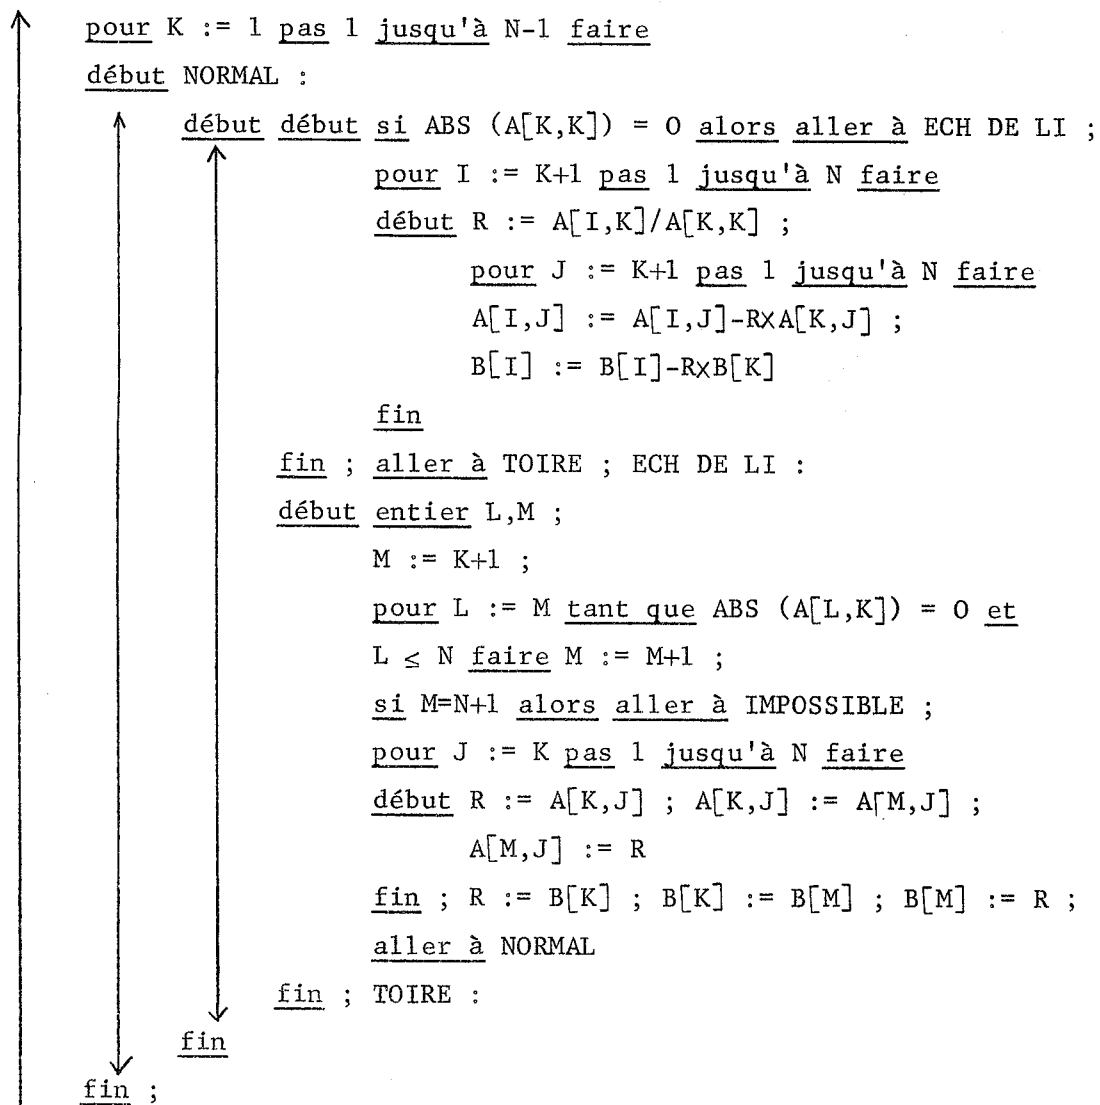 pour K := 1 pas 1 jusqu'à N-1 faire
début NORMAL :
début début si ABS (A[K,K]) = 0 alors aller à ECH DE LI ;
pour I := K+1 pas 1 jusqu'à N faire
début R := A[I,K]/A[K,K] ;
pour J := K+1 pas 1 jusqu'à N faire
A[I,J] := A[I,J]-R×A[K,J] ;
B[I] := B[I]-R×B[K]
fin
fin ; aller à TOIRE ; ECH DE LI :
début entier L,M ;
M := K+1 ;
pour L := M tant que ABS (A[L,K]) = 0 et
L ≤ N faire M := M+1 ;
si M=N+1 alors aller à IMPOSSIBLE ;
pour J := K pas 1 jusqu'à N faire
début R := A[K,J] ; A[K,J] := A[M,J] ;
A[M,J] := R
fin ; R := B[K] ; B[K] := B[M] ; B[M] := R ;
aller à NORMAL
fin ; TOIRE :
fin
fin ;